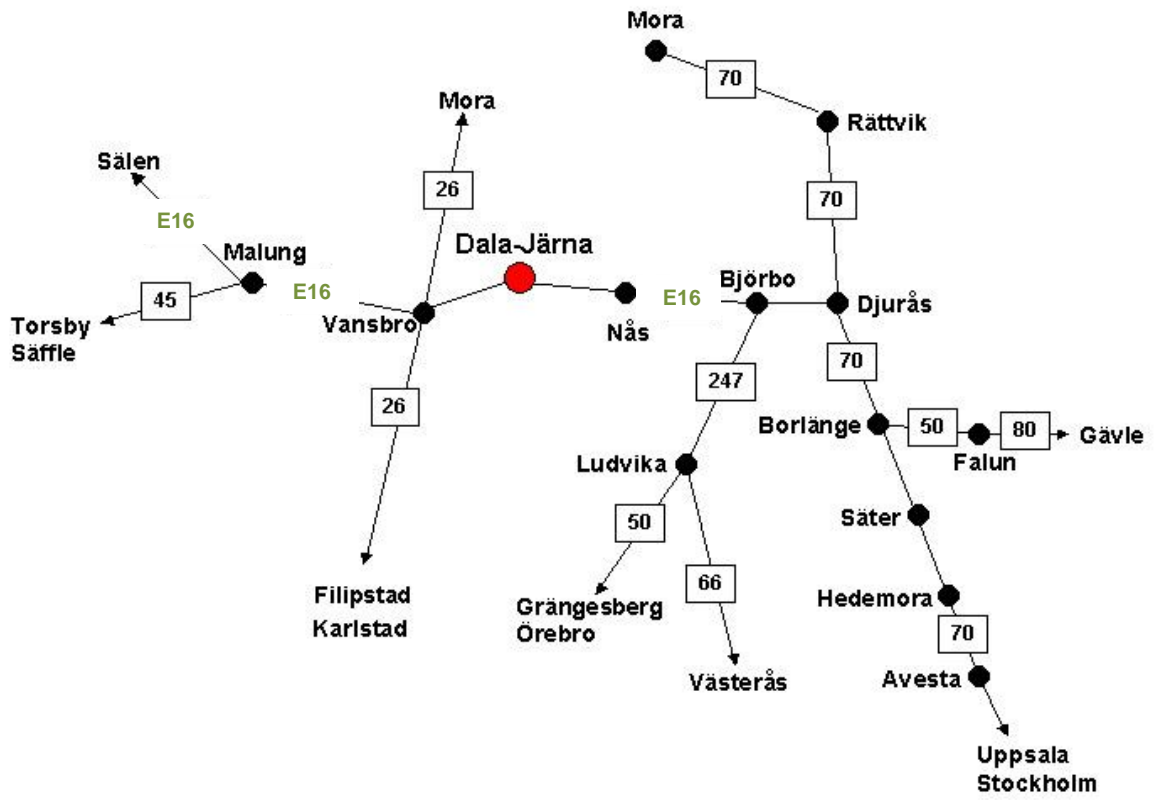 Mora
70
Rättvik
Mora
Sälen
26
70
E16
Dala-Järna
Malung
E16
45
Torsby
Säffle
Vansbro
Nås
E16
Björbo
Djurås
70
247
26
Borlänge
50
80
Gävle
Falun
Ludvika
50
Säter
66
Filipstad
Karlstad
Grängesberg
Örebro
Hedemora
70
Västerås
Avesta
Uppsala
Stockholm